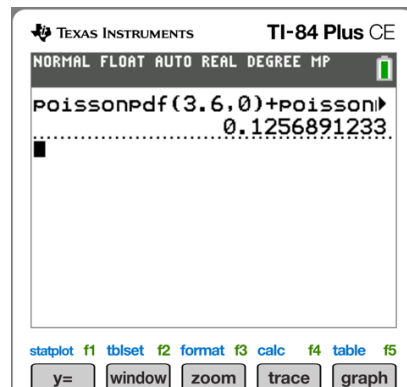 TEXAS INSTRUMENTS TI-84 Plus CE
NORMAL FLOAT AUTO REAL DEGREE MP
poissonpdf(3.6,0)+poisson
0.1256891233
statplot f1 tblset f2 format f3 calc f4 table f5
y= window zoom trace graph